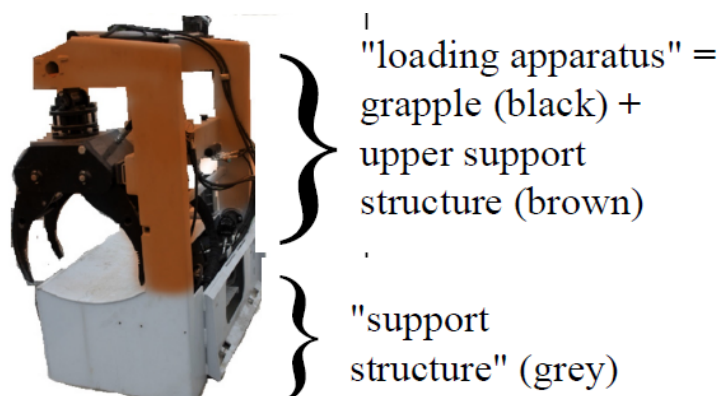 "loading apparatus" =
grapple (black) +
upper support
structure (brown)
"support
structure" (grey)